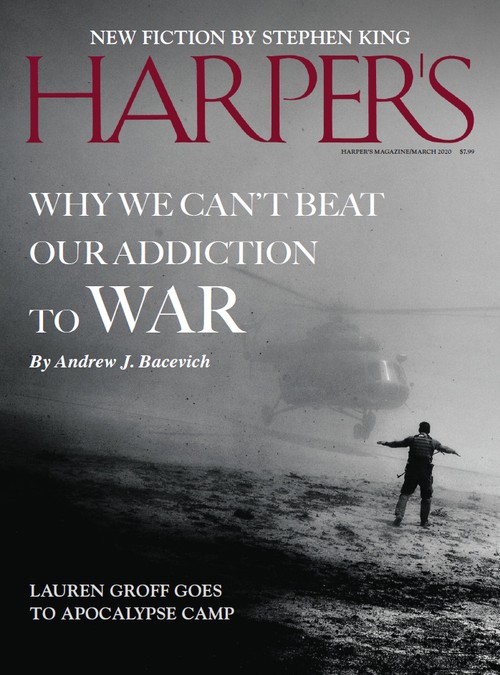 NEW FICTION BY STEPHEN KING
HARPER'S
HARPER'S MAGAZINE/MARCH 2020 $7.99
WHY WE CAN'T BEAT
OUR ADDICTION
TO WAR
By Andrew J. Bacevich
LAUREN GROFF GOES
TO APOCALYPSE CAMP